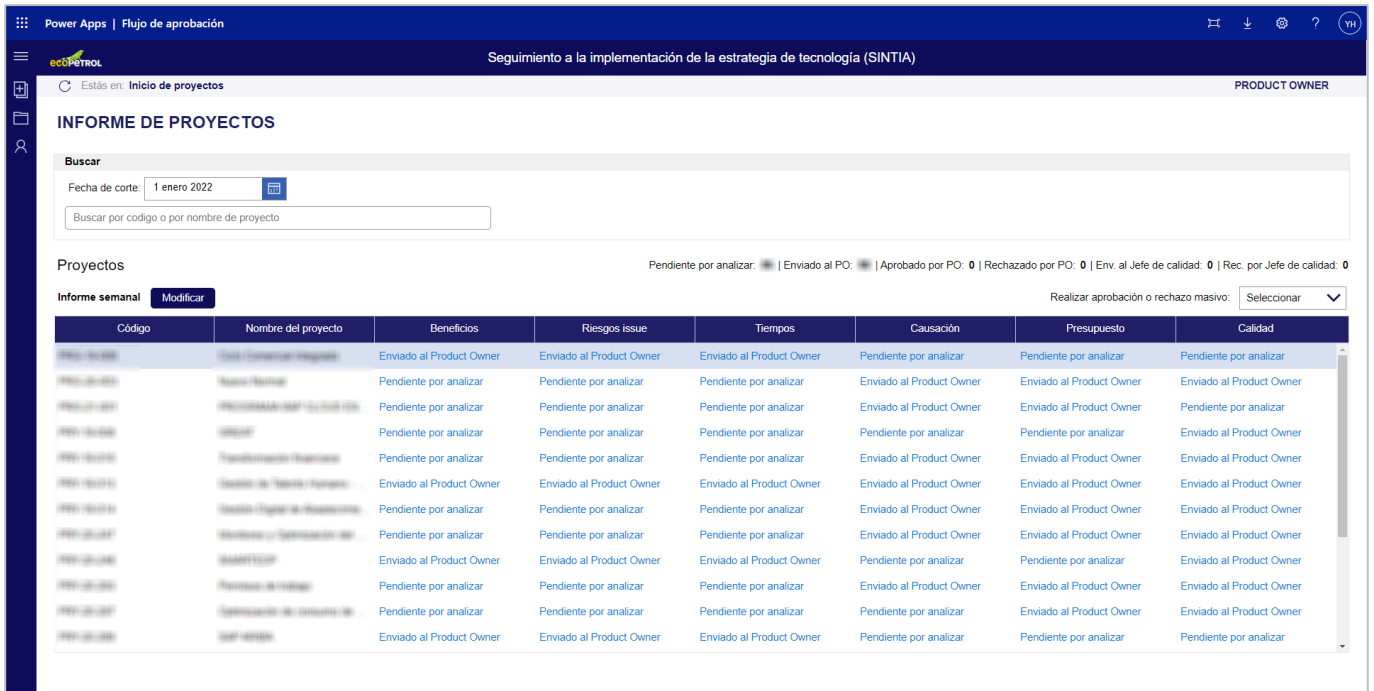 Power Apps | Flujo de aprobación ? YH
ecoPETROL Seguimiento a la implementación de la estrategia de tecnología (SINTIA)
Estás en: Inicio de proyectos PRODUCT OWNER
INFORME DE PROYECTOS
Buscar
Fecha de corte: 1 enero 2022
Buscar por codigo o por nombre de proyecto
Proyectos Pendiente por analizar: | Enviado al PO: | Aprobado por PO: 0 | Rechazado por PO: 0 | Env. al Jefe de calidad: 0 | Rec. por Jefe de calidad: 0
Informe semanal Modificar Realizar aprobación o rechazo masivo: Seleccionar
Código Nombre del proyecto Beneficios Riesgos issue Tiempos Causación Presupuesto Calidad
Enviado al Product Owner Enviado al Product Owner Enviado al Product Owner Pendiente por analizar Pendiente por analizar Pendiente por analizar
Pendiente por analizar Pendiente por analizar Pendiente por analizar Enviado al Product Owner Enviado al Product Owner Enviado al Product Owner
Pendiente por analizar Pendiente por analizar Pendiente por analizar Enviado al Product Owner Enviado al Product Owner Pendiente por analizar
Pendiente por analizar Pendiente por analizar Pendiente por analizar Pendiente por analizar Pendiente por analizar Enviado al Product Owner
Pendiente por analizar Pendiente por analizar Pendiente por analizar Enviado al Product Owner Enviado al Product Owner Enviado al Product Owner
Enviado al Product Owner Enviado al Product Owner Enviado al Product Owner Enviado al Product Owner Enviado al Product Owner Enviado al Product Owner
Pendiente por analizar Pendiente por analizar Pendiente por analizar Enviado al Product Owner Enviado al Product Owner Enviado al Product Owner
Pendiente por analizar Pendiente por analizar Pendiente por analizar Pendiente por analizar Enviado al Product Owner Enviado al Product Owner
Enviado al Product Owner Enviado al Product Owner Enviado al Product Owner Pendiente por analizar Pendiente por analizar Enviado al Product Owner
Pendiente por analizar Pendiente por analizar Pendiente por analizar Enviado al Product Owner Enviado al Product Owner Enviado al Product Owner
Pendiente por analizar Pendiente por analizar Pendiente por analizar Pendiente por analizar Enviado al Product Owner Enviado al Product Owner
Enviado al Product Owner Enviado al Product Owner Enviado al Product Owner Pendiente por analizar Pendiente por analizar Pendiente por analizar